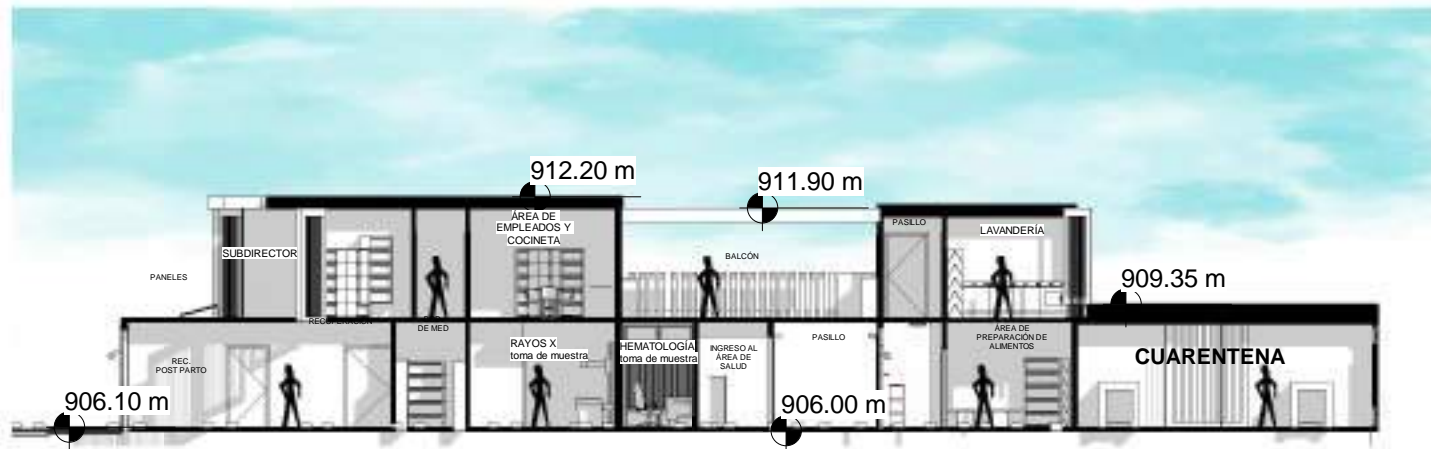 912.20 m
911.90 m
ÁREA DE
EMPLEADOS Y
COCINETA
PASILLO
LAVANDERÍA
SUBDIRECTOR
BALCÓN
PANELES
909.35 m
RECUPERACIÓN
DE MED
RAYOS X
toma de muestra
HEMATOLOGÍA
toma de muestra
INGRESO AL
ÁREA DE
SALUD
PASILLO
ÁREA DE
PREPARACIÓN DE
ALIMENTOS
CUARENTENA
REC.
POST PARTO
906.10 m
906.00 m